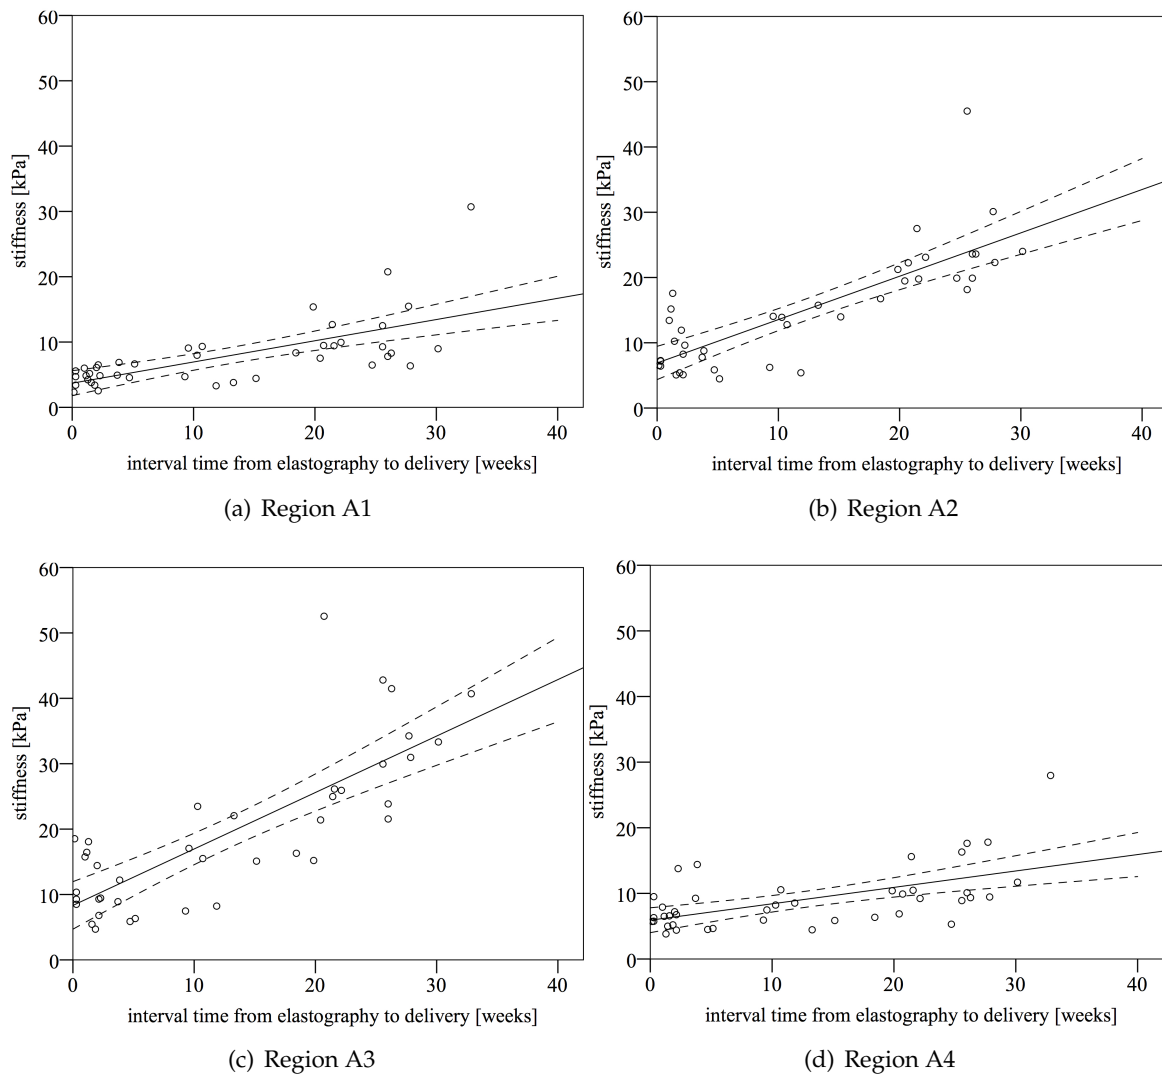 60
50
40
30
20
10
0
stiffness [kPa]
0 10 20 30 40
interval time from elastography to delivery [weeks]
(a) Region A1
60
50
40
30
20
10
0
stiffness [kPa]
0 10 20 30 40
interval time from elastography to delivery [weeks]
(b) Region A2
60
50
40
30
20
10
0
stiffness [kPa]
0 10 20 30 40
interval time from elastography to delivery [weeks]
(c) Region A3
60
50
40
30
20
10
0
stiffness [kPa]
0 10 20 30 40
interval time from elastography to delivery [weeks]
(d) Region A4